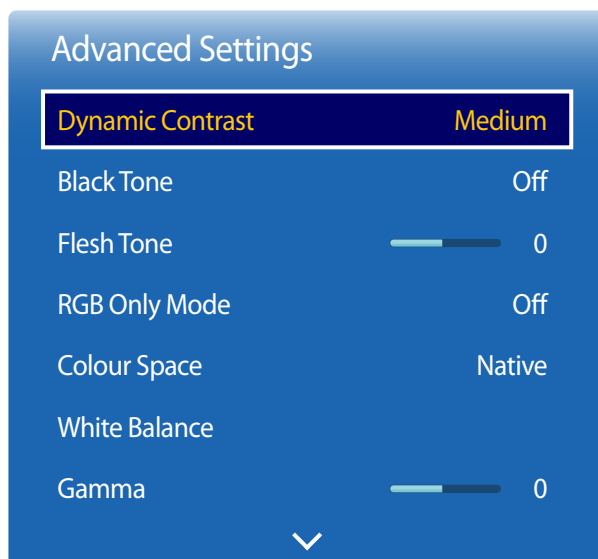 Advanced Settings
Dynamic Contrast Medium
Black Tone Off
Flesh Tone 0
RGB Only Mode Off
Colour Space Native
White Balance
Gamma 0